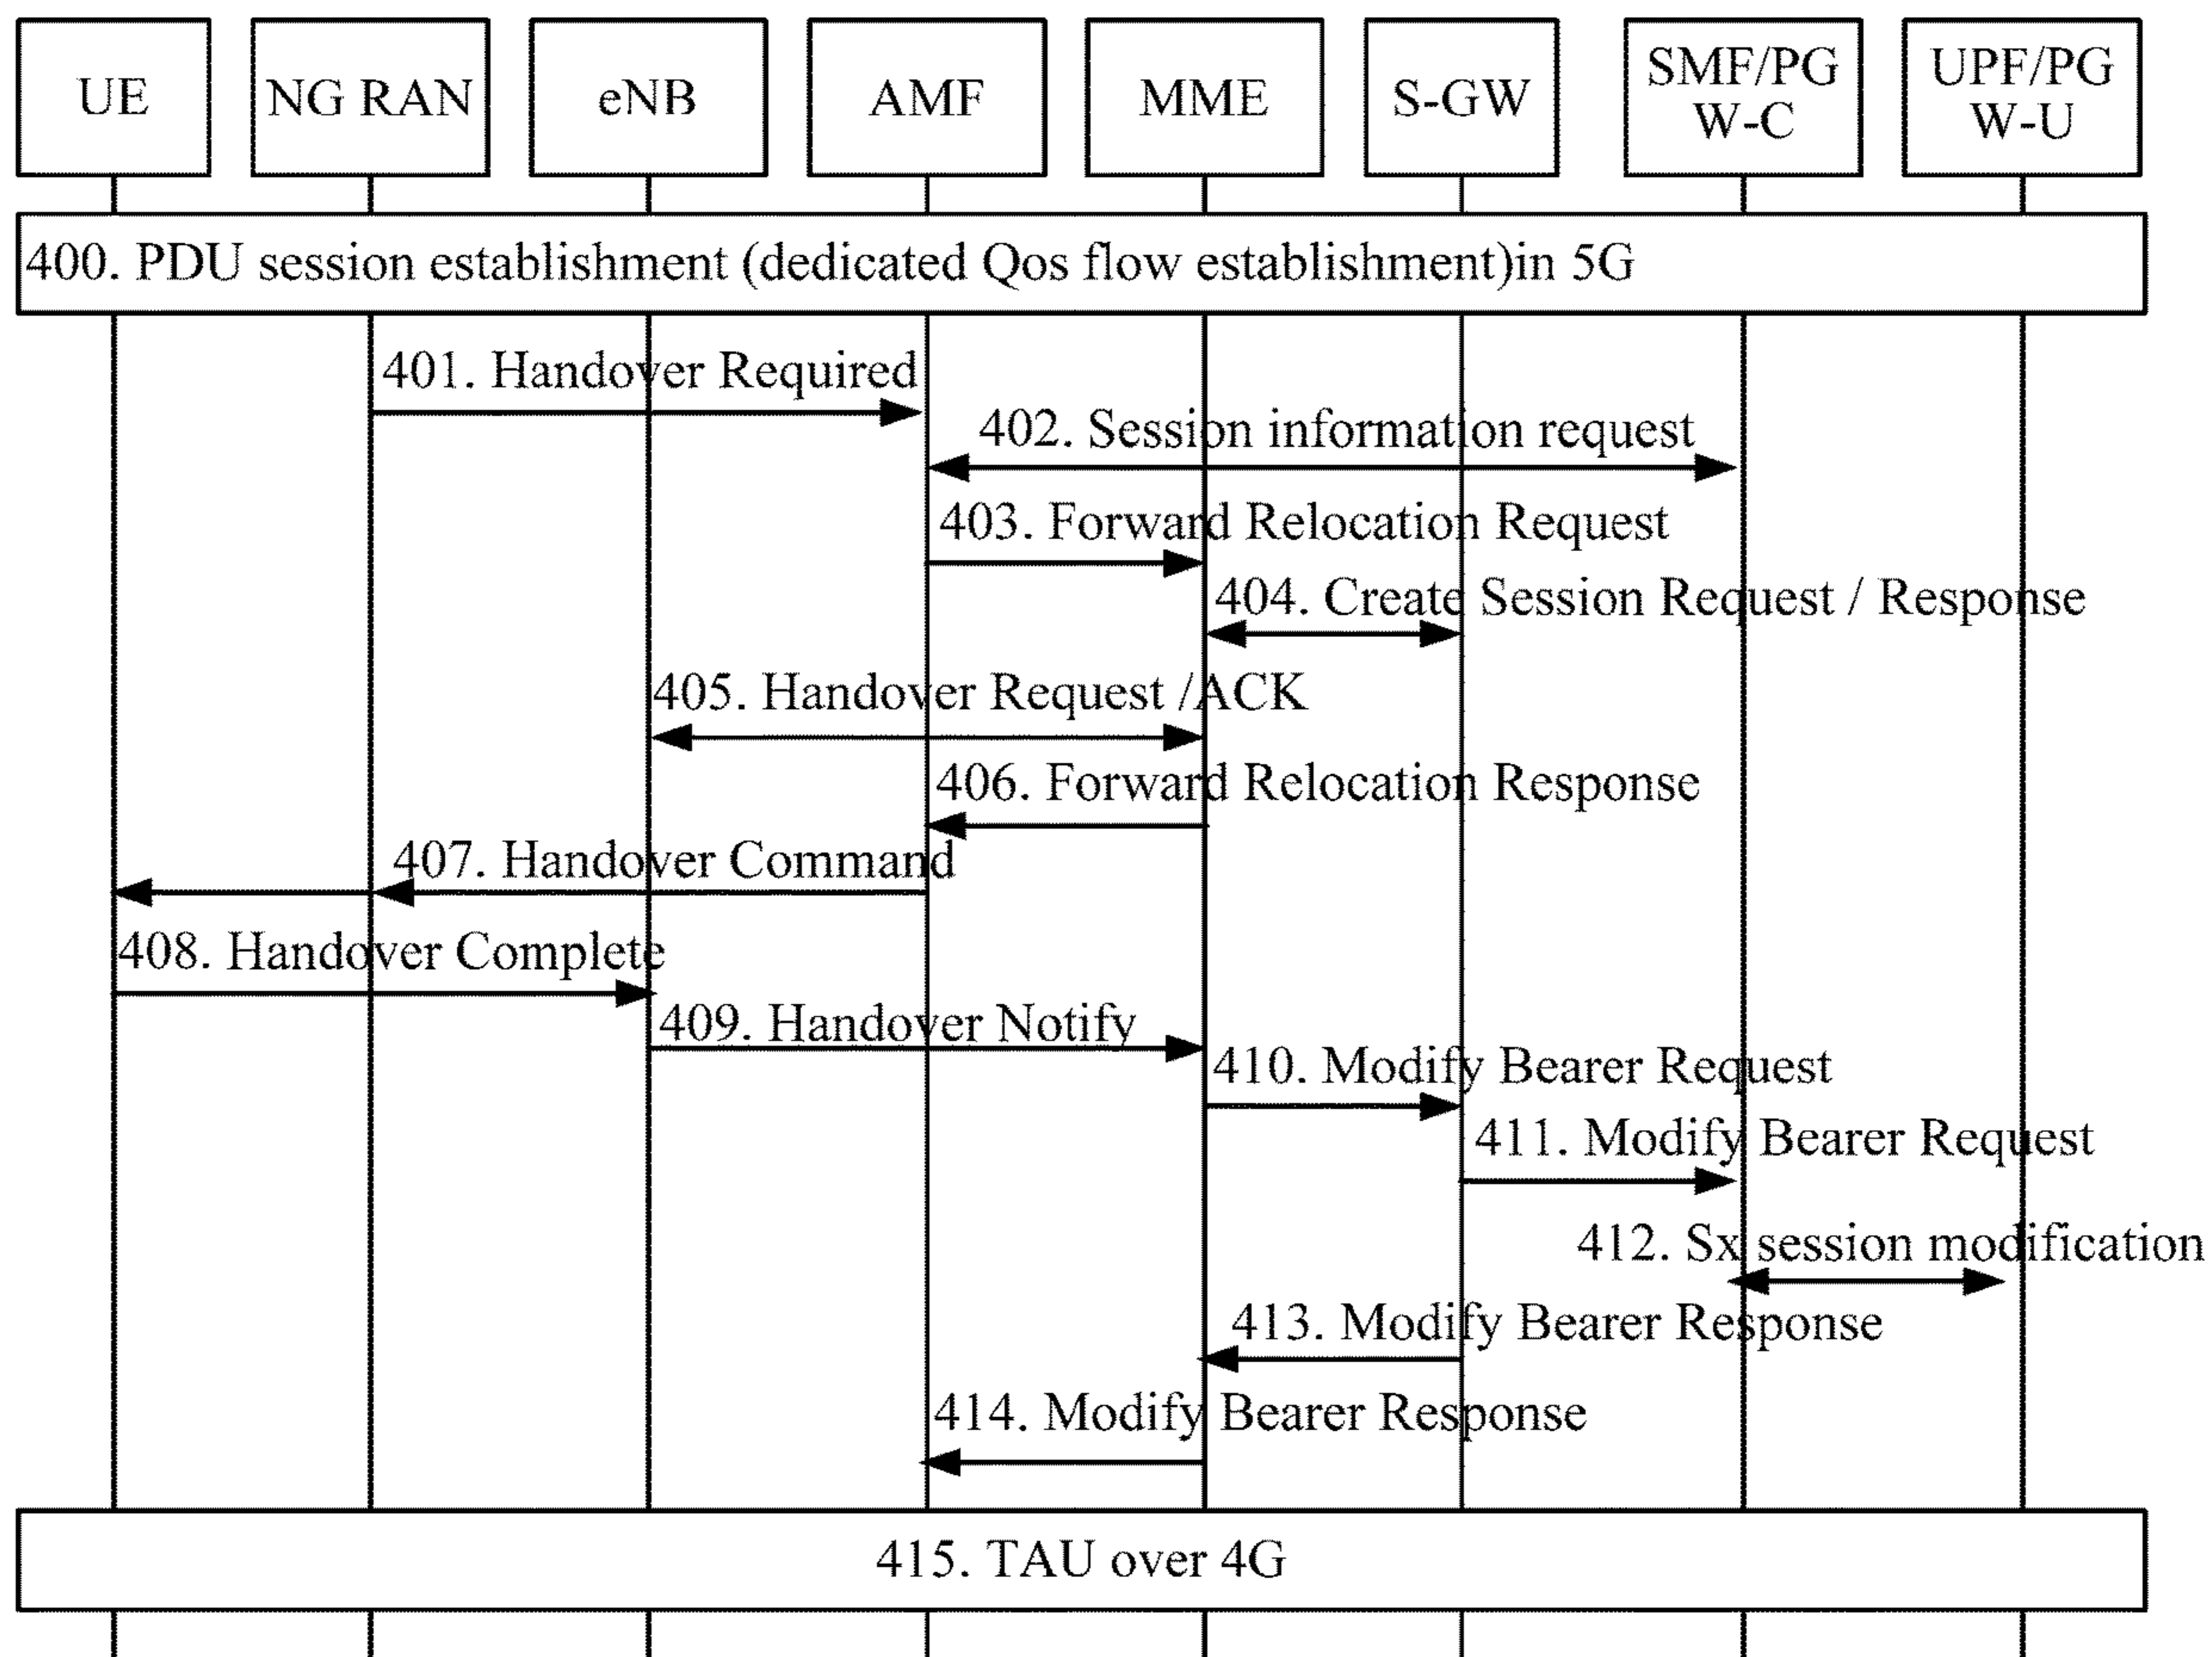 UE
NG RAN
eNB
AMF
MME
S-GW
SMF/PG
W-C
UPF/PG
W-U
400. PDU session establishment (dedicated Qos flow establishment)in 5G
401. Handover Required
402. Session information request
403. Forward Relocation Request
404. Create Session Request / Response
405. Handover Request /ACK
406. Forward Relocation Response
407. Handover Command
408. Handover Complete
409. Handover Notify
410. Modify Bearer Request
411. Modify Bearer Request
412. Sx session modification
413. Modify Bearer Response
414. Modify Bearer Response
415. TAU over 4G